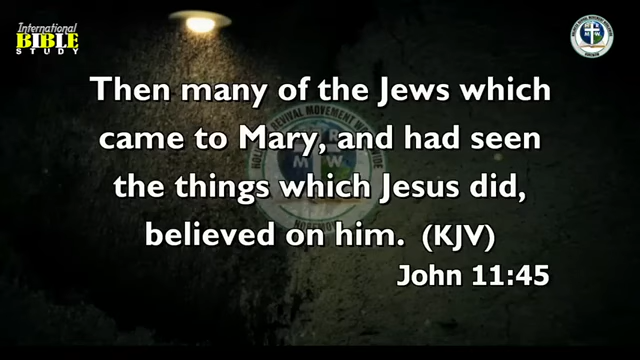 International
BIBLE
STUDY
Then many of the Jews which
came to Mary, and had seen
the things which Jesus did,
believed on him. (KJV)
John 11:45